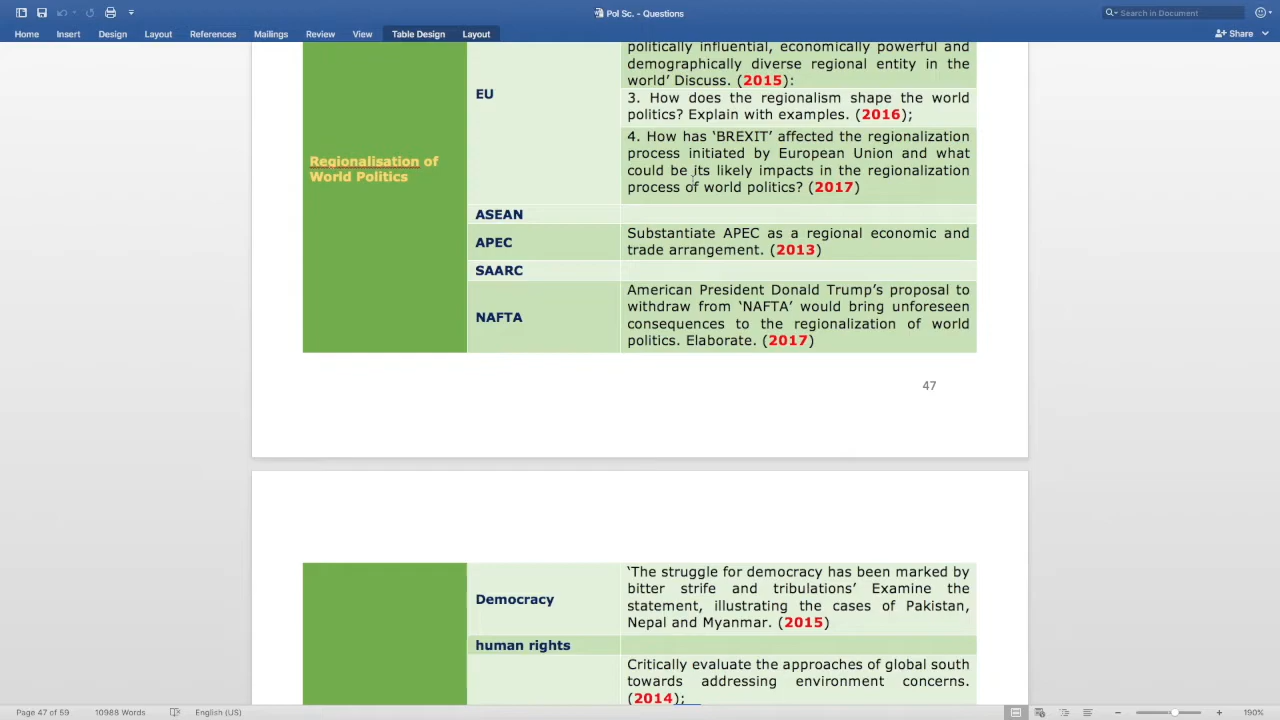 Pol Sc. - Questions
Search in Document
Home Insert Design Layout References Mailings Review View Table Design Layout
Share
politically influential, economically powerful and
demographically diverse regional entity in the
world’ Discuss. (2015):
EU
3. How does the regionalism shape the world
politics? Explain with examples. (2016);
4. How has ‘BREXIT’ affected the regionalization
process initiated by European Union and what
could be its likely impacts in the regionalization
process of world politics? (2017)
Regionalisation of
World Politics
ASEAN
APEC
Substantiate APEC as a regional economic and
trade arrangement. (2013)
SAARC
NAFTA
American President Donald Trump’s proposal to
withdraw from ‘NAFTA’ would bring unforeseen
consequences to the regionalization of world
politics. Elaborate. (2017)
47
Democracy
‘The struggle for democracy has been marked by
bitter strife and tribulations’ Examine the
statement, illustrating the cases of Pakistan,
Nepal and Myanmar. (2015)
human rights
Critically evaluate the approaches of global south
towards addressing environment concerns.
(2014);
Page 47 of 59 10988 Words English (US) 190%